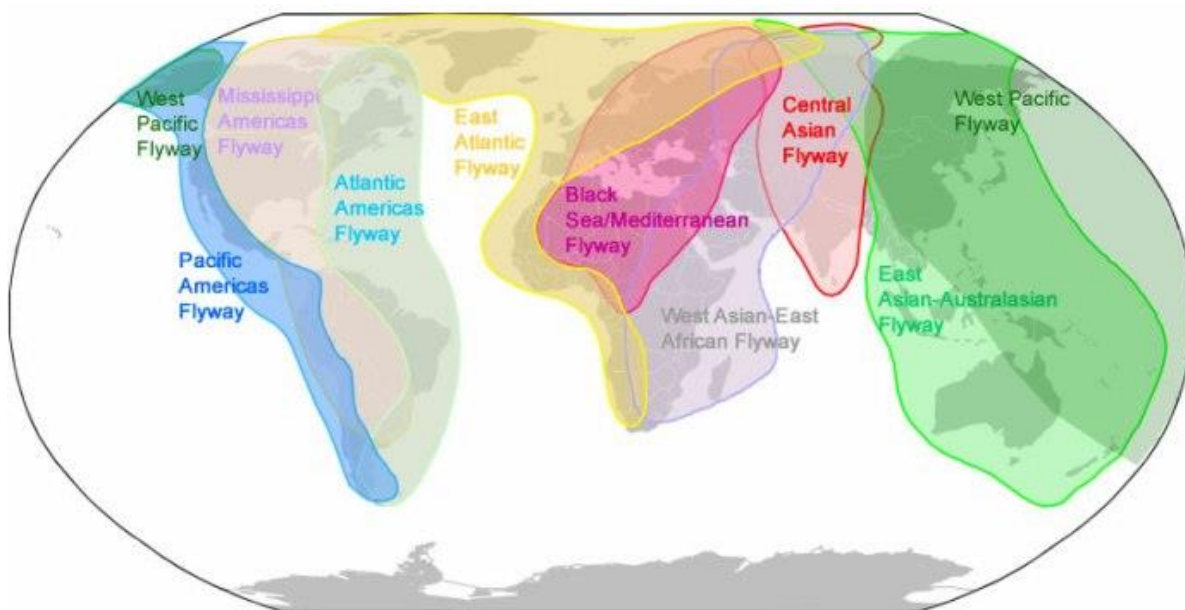 West
Pacific
Flyway
Mississippi
Americas
Flyway
East
Atlantic
Flyway
Central
Asian
Flyway
West Pacific
Flyway
Atlantic
Americas
Flyway
Black
Sea/Mediterranean
Flyway
Pacific
Americas
Flyway
West Asian-East
African Flyway
East
Asian-Australasian
Flyway